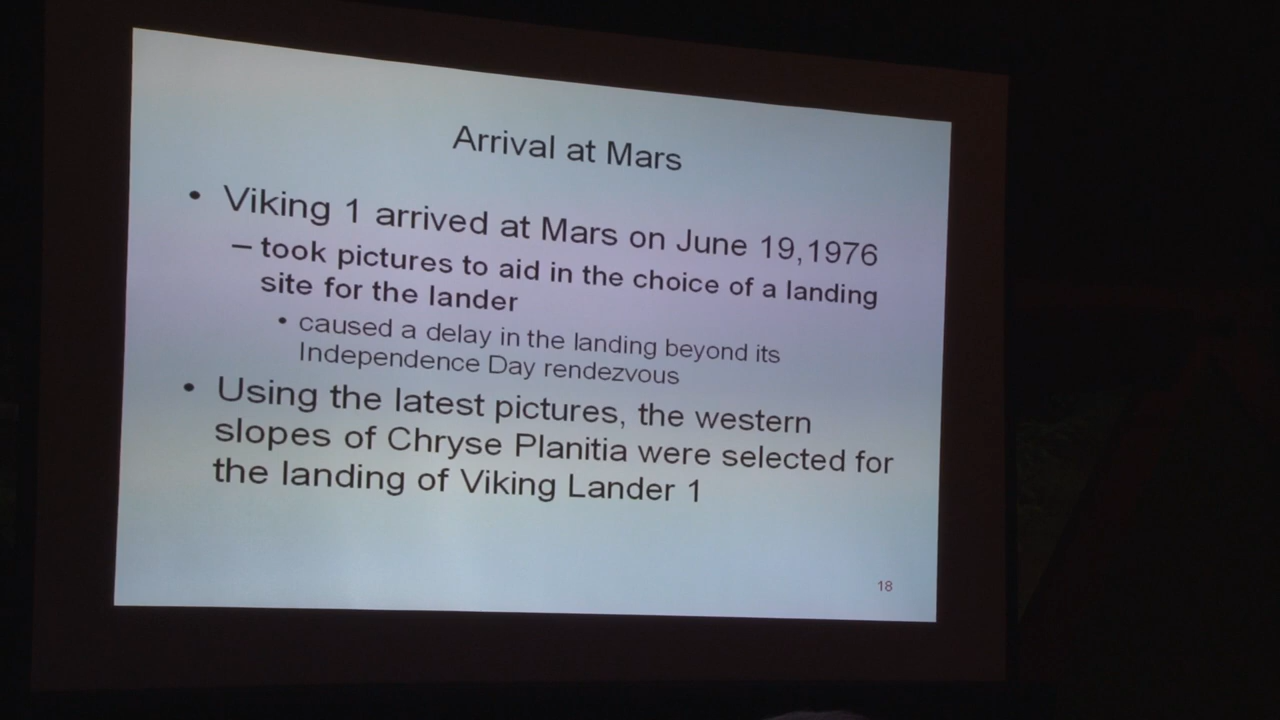 Arrival at Mars
• Viking 1 arrived at Mars on June 19,1976
– took pictures to aid in the choice of a landing
site for the lander
• caused a delay in the landing beyond its
Independence Day rendezvous
• Using the latest pictures, the western
slopes of Chryse Planitia were selected for
the landing of Viking Lander 1
18